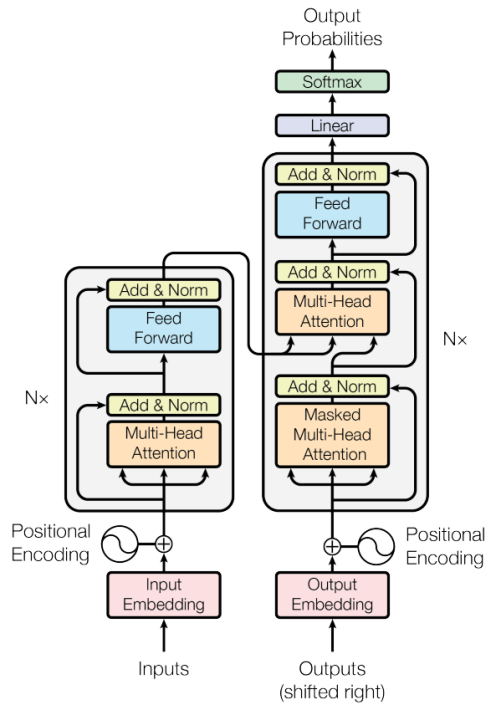 Output
Probabilities
Softmax
Linear
Add & Norm
Feed
Forward
Add & Norm
Multi-Head
Attention
Add & Norm
Masked
Multi-Head
Attention
N×
Add & Norm
Feed
Forward
Add & Norm
Multi-Head
Attention
N×
Positional
Encoding
Positional
Encoding
Input
Embedding
Output
Embedding
Inputs
Outputs
(shifted right)